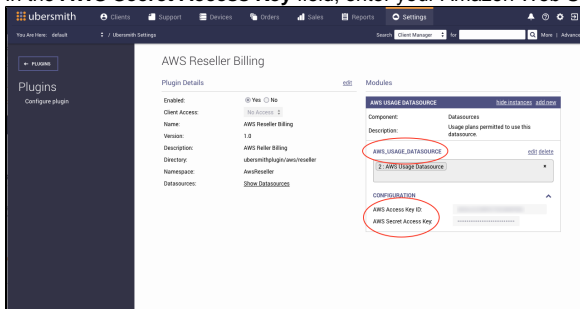 In the AWS Secret Access Key field, enter your Amazon Web S
ubersmith Clients Support Devices Orders Sales Reports Settings
You Are Here: default / Ubersmith Settings Search Client Manager for More | Advance
← PLUGINS
Plugins
Configure plugin
AWS Reseller Billing
Plugin Details edit
Enabled: Yes No
Client Access: No Access
Name: AWS Reseller Billing
Version: 1.0
Description: AWS Reller Billing
Directory: ubersmithplugin/aws/reseller
Namespace: AwsReseller
Datasources: Show Datasources
Modules
AWS USAGE DATASOURCE hide instances add new
Component: Datasources
Description: Usage plans permitted to use this
datasource.
AWS_USAGE_DATASOURCE edit delete
2 : AWS Usage Datasource ×
CONFIGURATION
AWS Access Key ID:
AWS Secret Access Key: